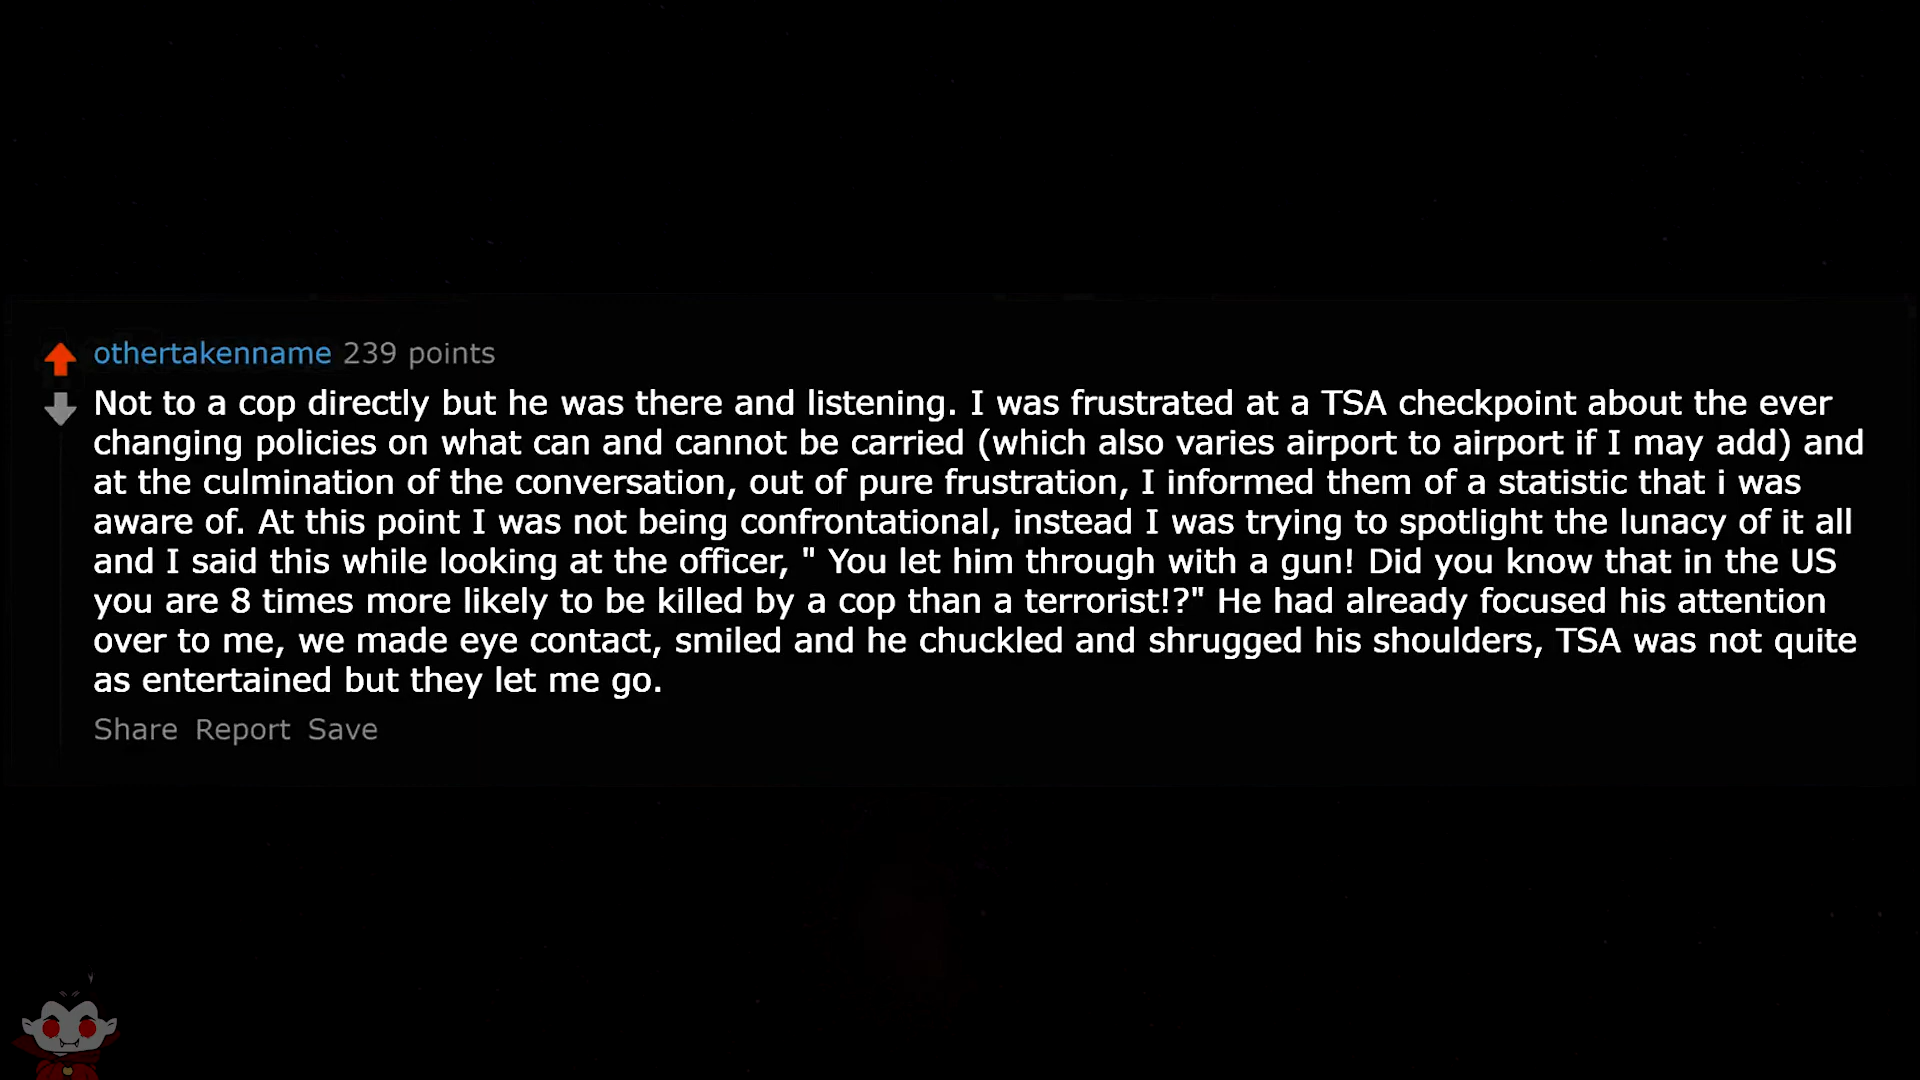 othertakenname 239 points
Not to a cop directly but he was there and listening. I was frustrated at a TSA checkpoint about the ever
changing policies on what can and cannot be carried (which also varies airport to airport if I may add) and
at the culmination of the conversation, out of pure frustration, I informed them of a statistic that i was
aware of. At this point I was not being confrontational, instead I was trying to spotlight the lunacy of it all
and I said this while looking at the officer, " You let him through with a gun! Did you know that in the US
you are 8 times more likely to be killed by a cop than a terrorist!?" He had already focused his attention
over to me, we made eye contact, smiled and he chuckled and shrugged his shoulders, TSA was not quite
as entertained but they let me go.
Share Report Save